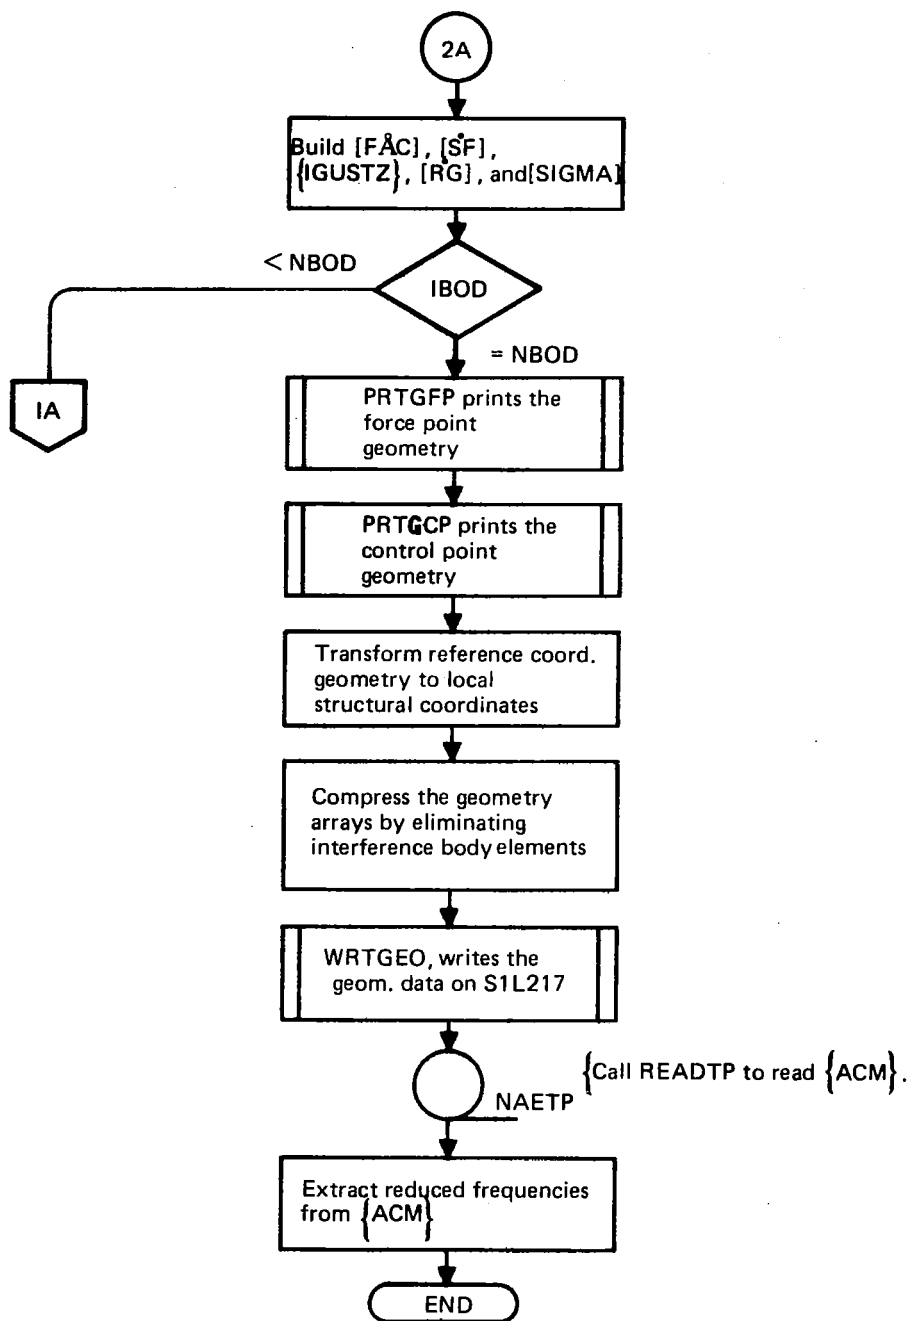 2A
Build [FAC], [SF],
{IGUSTZ}, [RG], and[SIGMA]
< NBOD
IBOD
= NBOD
IA
PRTGFP prints the
force point
geometry
PRTGCP prints the
control point
geometry
Transform reference coord.
geometry to local
structural coordinates
Compress the geometry
arrays by eliminating
interference body elements
WRTGEO, writes the
geom. data on S1L217
{Call READTP to read {ACM}.
NAETP
Extract reduced frequencies
from {ACM}
END